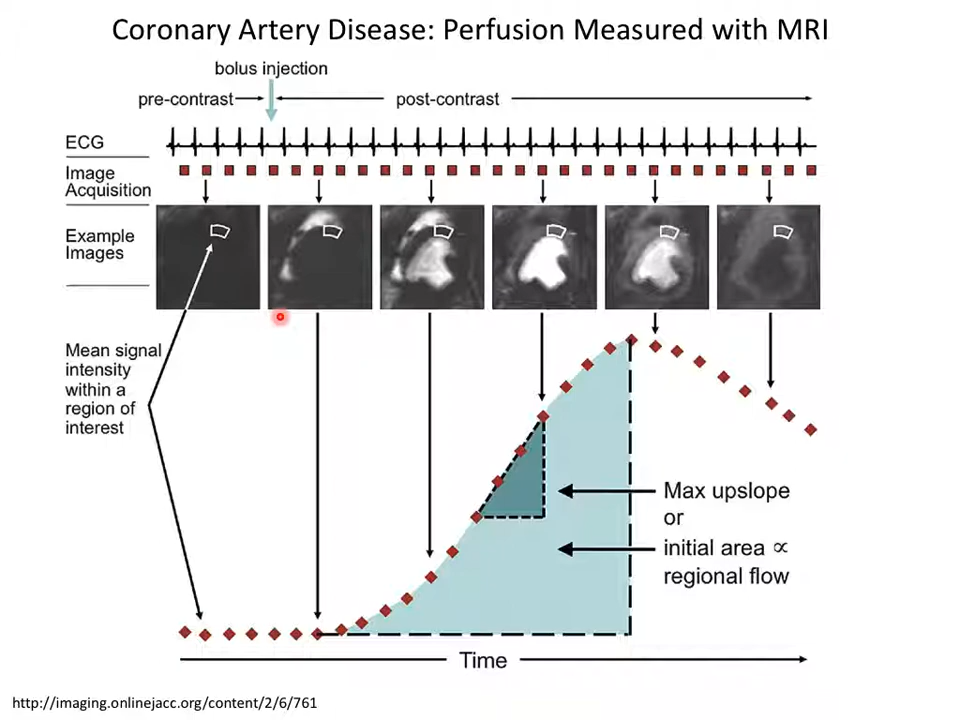 Coronary Artery Disease: Perfusion Measured with MRI
bolus injection
pre-contrast
post-contrast
ECG
Image
Acquisition
Example
Images
Mean signal
intensity
within a
region of
interest
Max upslope
or
initial area ∝
regional flow
Time
http://imaging.onlinejacc.org/content/2/6/761